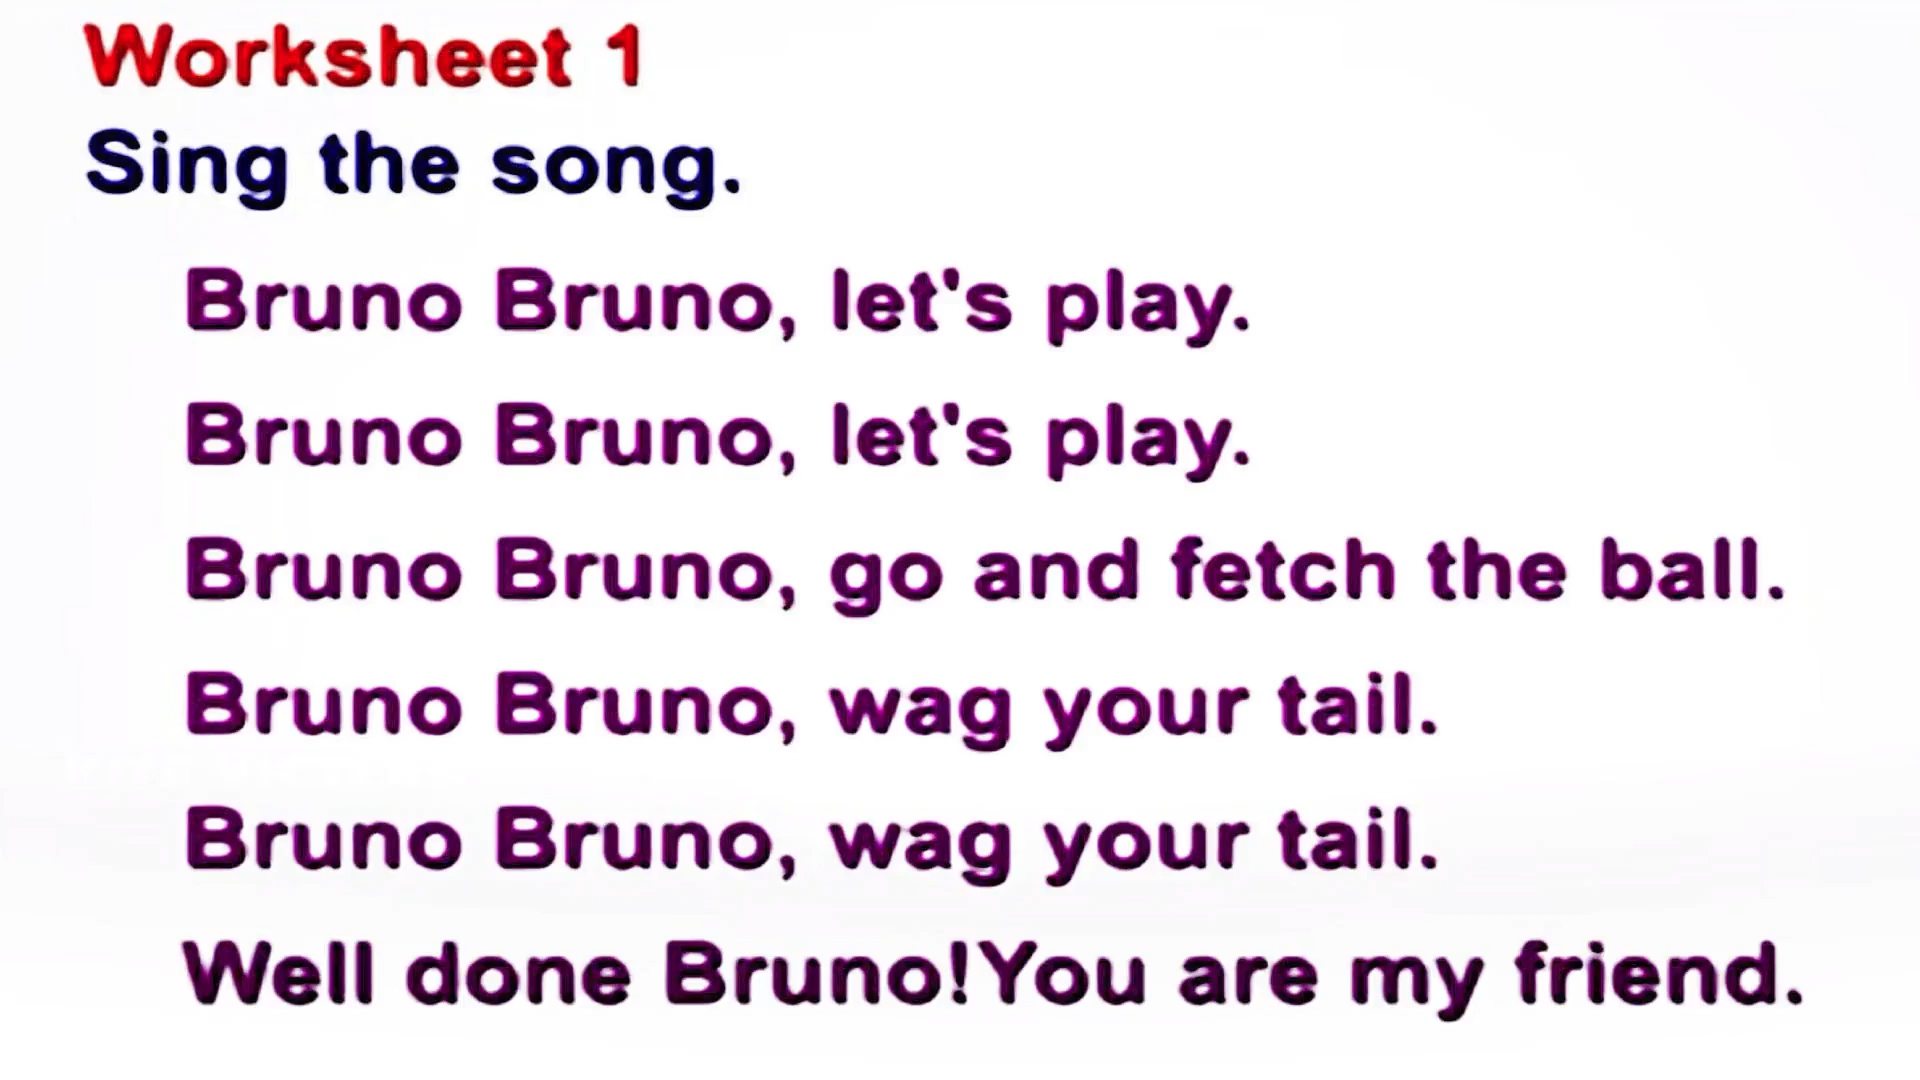 Worksheet 1
Sing the song.
Bruno Bruno, let's play.
Bruno Bruno, let's play.
Bruno Bruno, go and fetch the ball.
Bruno Bruno, wag your tail.
Bruno Bruno, wag your tail.
Well done Bruno!You are my friend.